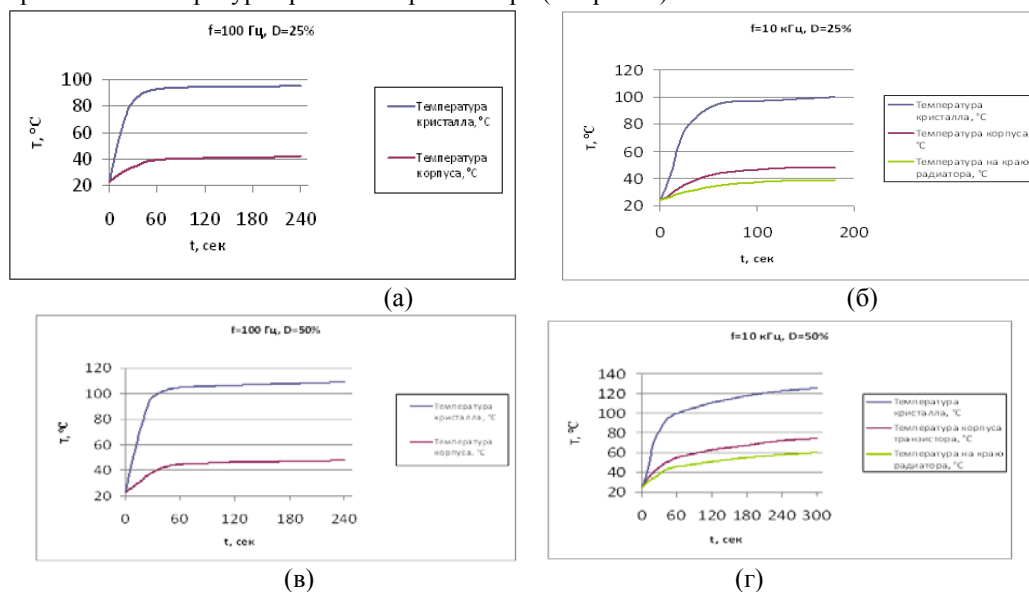 f=100 Гц, D=25%
100
80
60
40
20
0 60 120 180 240
T, °C
t, сек
Температура
кристалла, °C
Температура
корпуса, °C
(а)
f=10 кГц, D=25%
120
100
80
60
40
20
0 100 200
T, °C
t, сек
Температура
кристалла, °C
Температура корпуса
°C
Температура на краю
радиатора, °C
(б)
f=100 Гц, D=50%
120
100
80
60
40
20
0 60 120 180 240
T, °C
t, сек
Температура
кристалла, °C
Температура
корпуса, °C
(в)
f=10 кГц, D=50%
140
120
100
80
60
40
20
0 60 120 180 240 300
T, °C
t, сек
Температура
кристалла, °C
Температура корпуса
транзистора, °C
Температура на краю
радиатора, °C
(г)